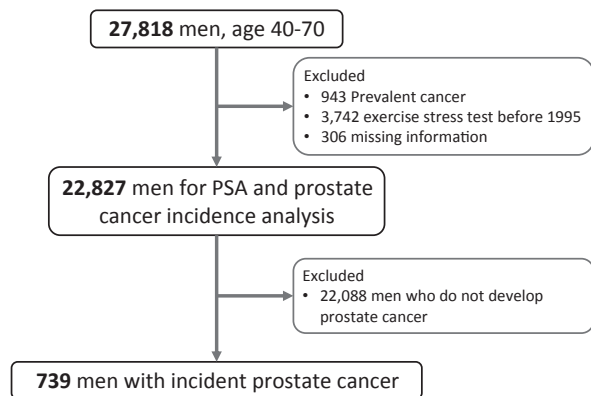 27,818 men, age 40-70
Excluded
• 943 Prevalent cancer
• 3,742 exercise stress test before 1995
• 306 missing information
22,827 men for PSA and prostate
cancer incidence analysis
Excluded
• 22,088 men who do not develop
prostate cancer
739 men with incident prostate cancer